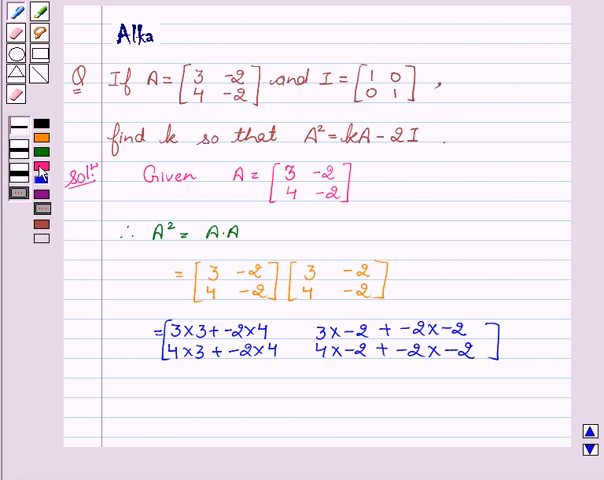 Alka
Q If A = [3 -2; 4 -2] and I = [1 0; 0 1],
find k so that A² = kA - 2I.
Solⁿ: Given A = [3 -2; 4 -2]
∴ A² = A.A
= [3 -2; 4 -2] [3 -2; 4 -2]
= [3×3 + -2×4   3×-2 + -2×-2
4×3 + -2×4   4×-2 + -2×-2]